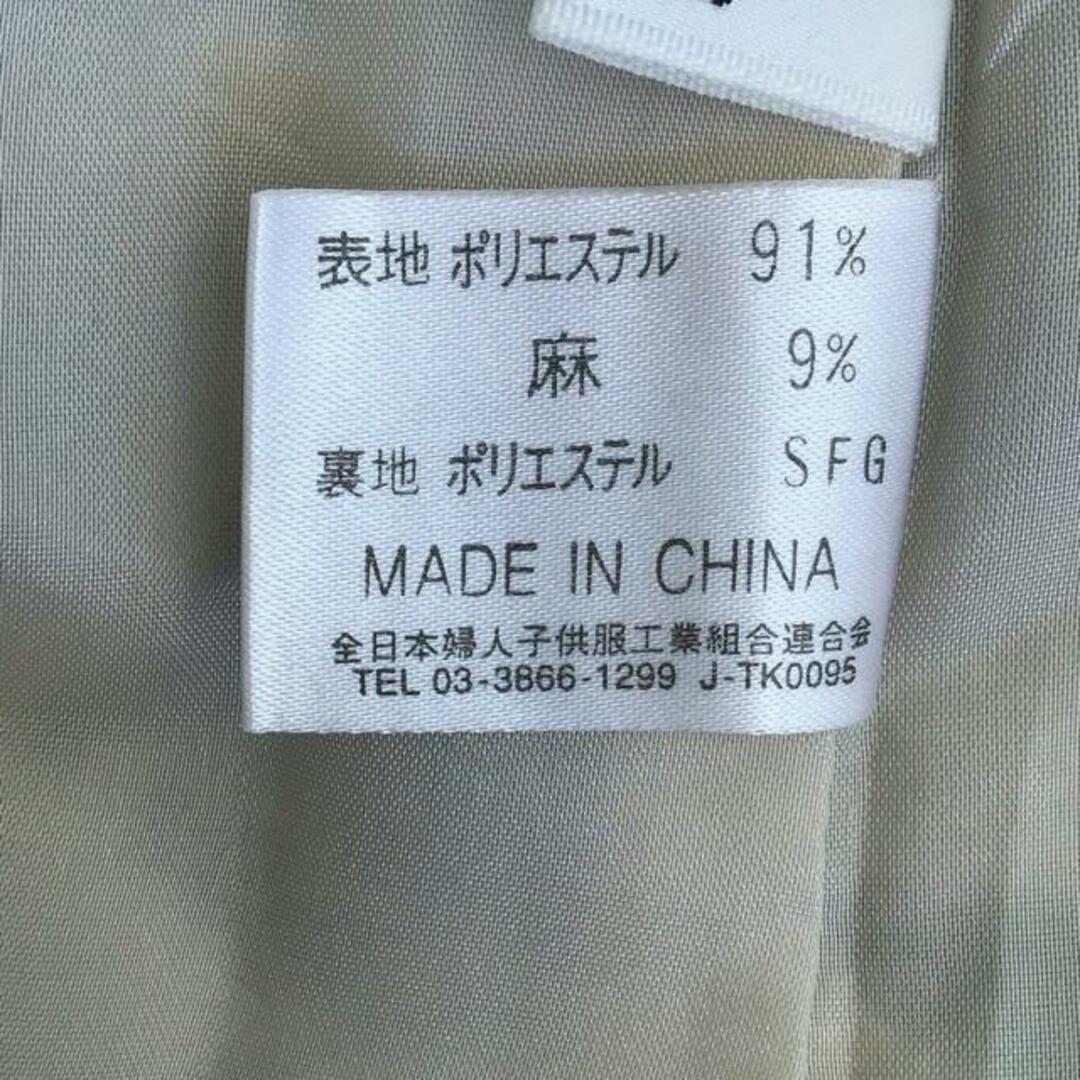 表地 ポリエステル 91%
麻 9%
裏地 ポリエステル SFG
MADE IN CHINA
全日本婦人子供服工業組合連合会
TEL 03-3866-1299 J-TK0095